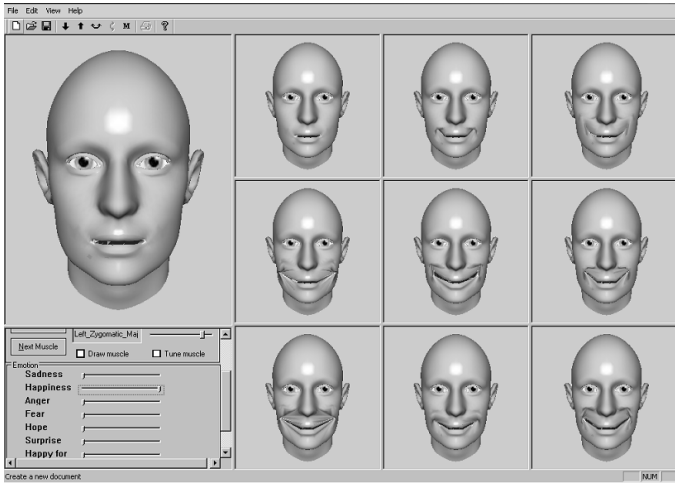 File Edit View Help
M
Left_Zygomatic_Maj
Next Muscle
Draw muscle
Tune muscle
Emotion
Sadness
Happiness
Anger
Fear
Hope
Surprise
Happy for
Create a new document
NUM